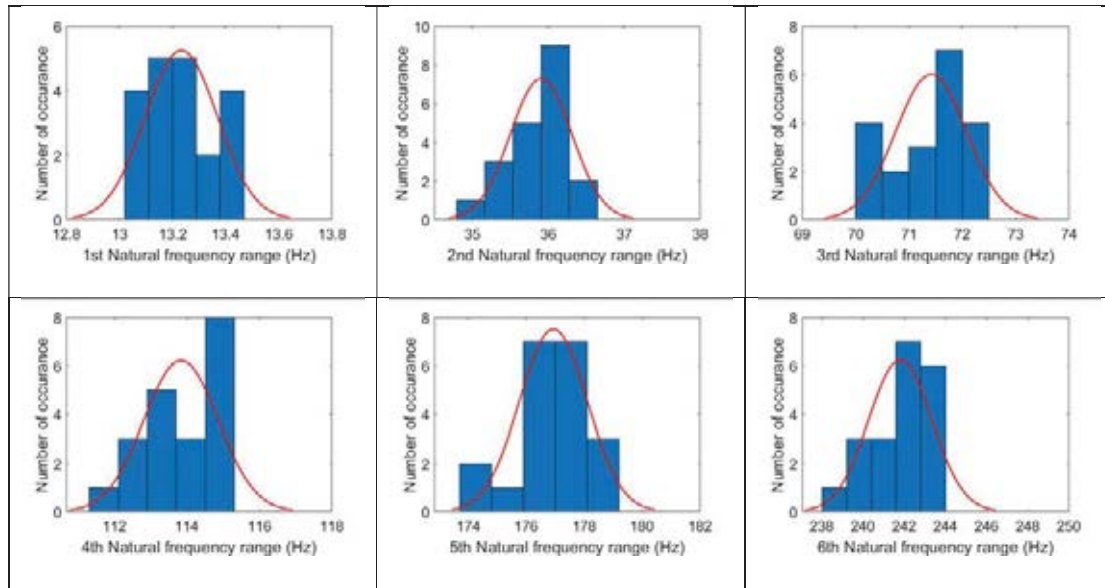 6
4
2
0
Number of occurance
12.8 13 13.2 13.4 13.6 13.8
1st Natural frequency range (Hz)
10
8
6
4
2
0
Number of occurance
35 36 37 38
2nd Natural frequency range (Hz)
8
6
4
2
0
Number of occurance
69 70 71 72 73 74
3rd Natural frequency range (Hz)
8
6
4
2
0
Number of occurance
112 114 116 118
4th Natural frequency range (Hz)
8
6
4
2
0
Number of occurance
174 176 178 180 182
5th Natural frequency range (Hz)
8
6
4
2
0
Number of occurance
238 240 242 244 246 248 250
6th Natural frequency range (Hz)